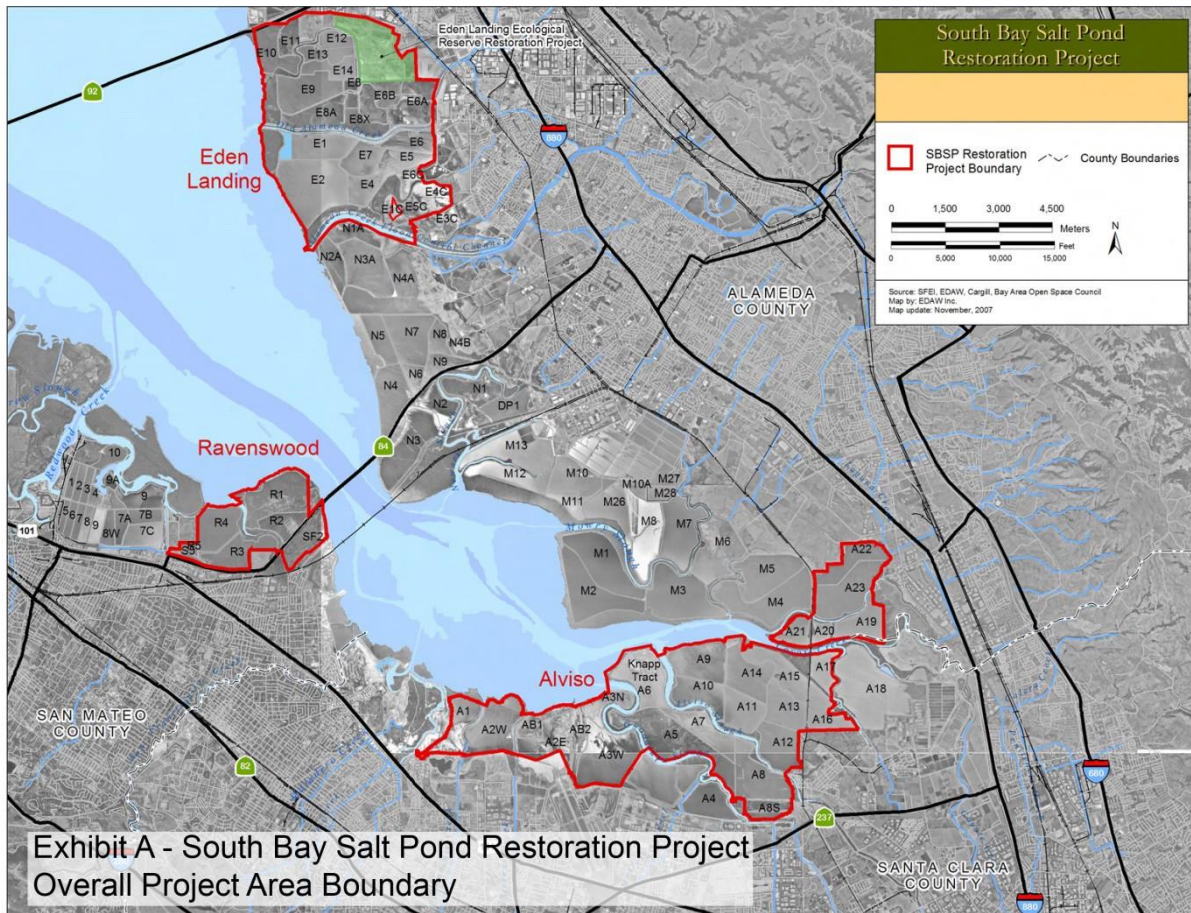 South Bay Salt Pond
Restoration Project
SBSP Restoration
Project Boundary
County Boundaries
0 1,500 3,000 4,500
Meters
Feet
0 5,000 10,000 15,000
N
Source: SFEI, EDAW, Cargill, Bay Area Open Space Council
Map by: EDAW Inc.
Map update: November, 2007
Eden Landing Ecological
Reserve Restoration Project
92
880
E10
E11
E12
E13
E14
E9
E8
E6B
E6A
E8A
E8X
E1
E7
E6
E5
E2
E4
E6C
E4C
E1C
E5C
E3C
Eden
Landing
N1A
N2A
N3A
N4A
ALAMEDA
COUNTY
N5
N7
N8
N4B
N9
N6
N4
N1
N2
DP1
N3
84
Ravenswood
Redwood Creek
10
9A
9
1
2
3
4
5
6
7
8
9
8W
7A
7B
7C
101
R1
R2
R4
R3
SF2
S5
M13
M12
M10
M11
M10A
M27
M28
M26
M8
M7
M6
M1
M2
M3
M5
M4
A22
A23
A19
A21
A20
Alviso
Knapp
Tract
A9
A14
A15
A17
A18
A3N
A6
A10
A11
A13
A16
A1
A2W
AB1
AB2
A2E
A3W
A5
A7
A12
A8
A4
A8S
SAN MATEO
COUNTY
82
237
680
SANTA CLARA
COUNTY
880
Exhibit A - South Bay Salt Pond Restoration Project
Overall Project Area Boundary